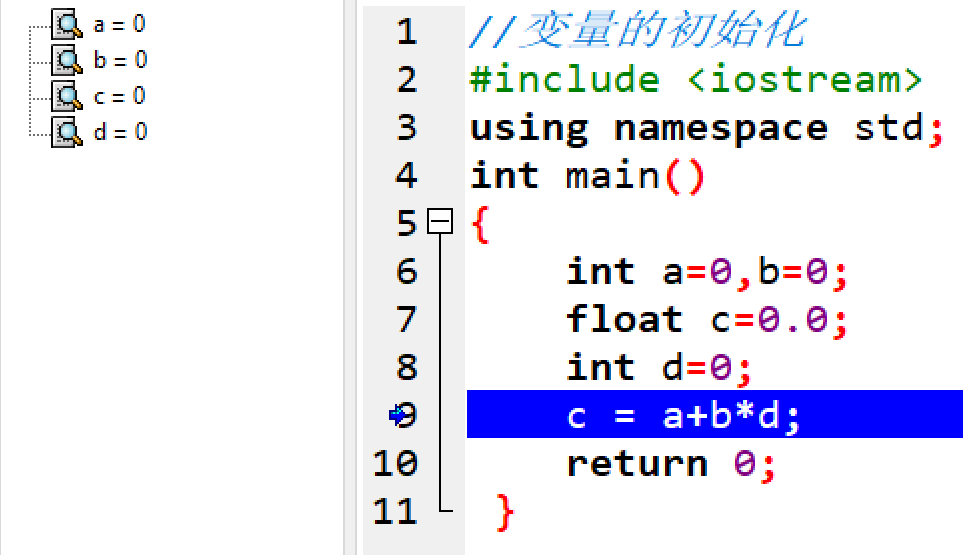 a = 0
b = 0
c = 0
d = 0
1 //变量的初始化
2 #include <iostream>
3 using namespace std;
4 int main()
5 {
6 int a=0,b=0;
7 float c=0.0;
8 int d=0;
9 c = a+b*d;
10 return 0;
11 }